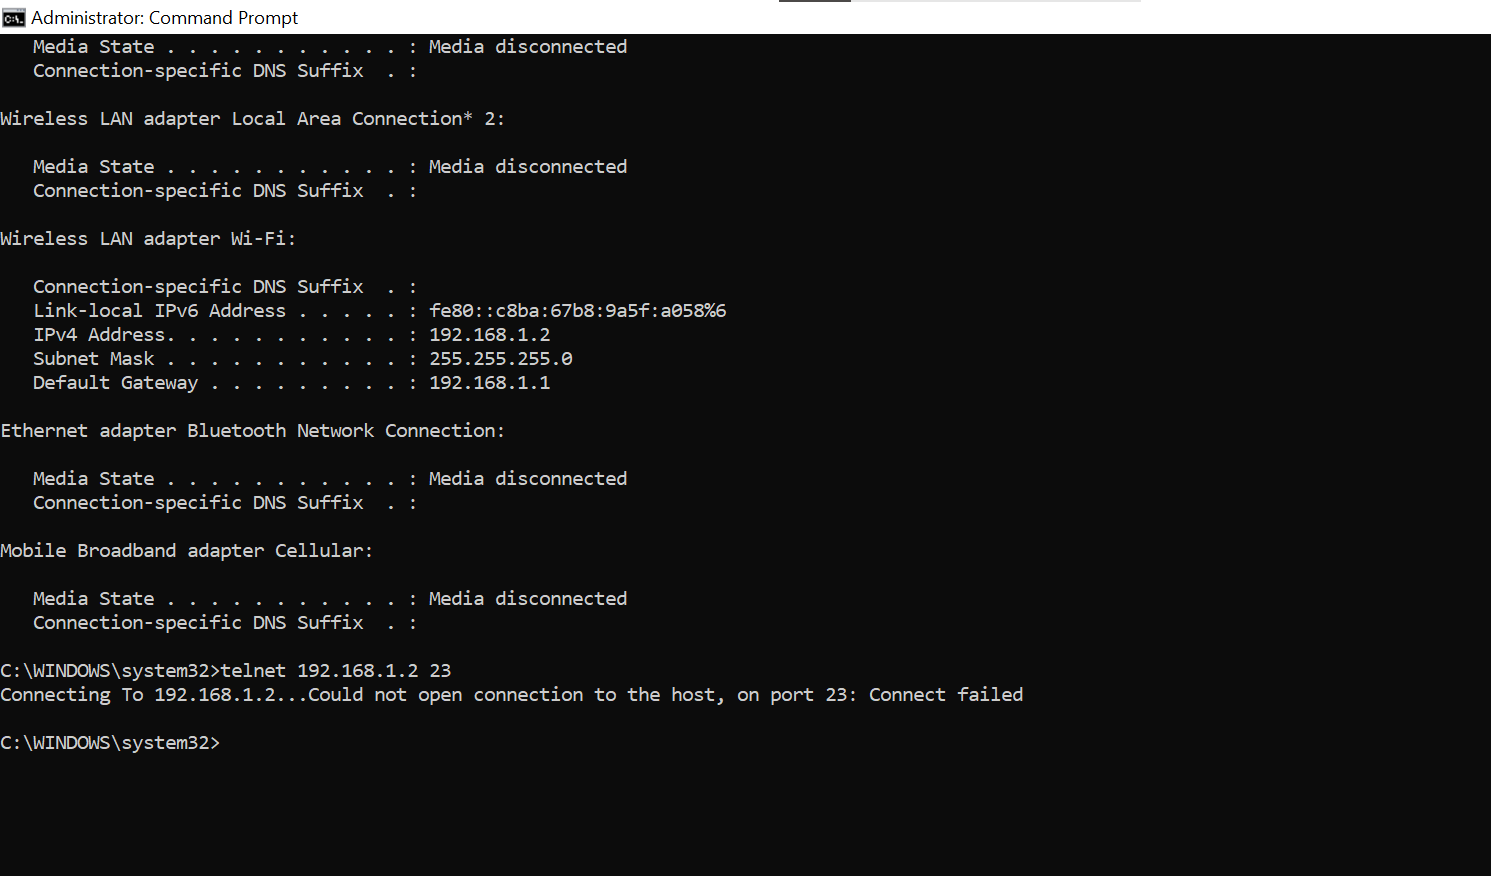 Administrator: Command Prompt
   Media State . . . . . . . . . . . : Media disconnected
   Connection-specific DNS Suffix  . :

Wireless LAN adapter Local Area Connection* 2:

   Media State . . . . . . . . . . . : Media disconnected
   Connection-specific DNS Suffix  . :

Wireless LAN adapter Wi-Fi:

   Connection-specific DNS Suffix  . :
   Link-local IPv6 Address . . . . . : fe80::c8ba:67b8:9a5f:a058%6
   IPv4 Address. . . . . . . . . . . : 192.168.1.2
   Subnet Mask . . . . . . . . . . . : 255.255.255.0
   Default Gateway . . . . . . . . . : 192.168.1.1

Ethernet adapter Bluetooth Network Connection:

   Media State . . . . . . . . . . . : Media disconnected
   Connection-specific DNS Suffix  . :

Mobile Broadband adapter Cellular:

   Media State . . . . . . . . . . . : Media disconnected
   Connection-specific DNS Suffix  . :

C:\WINDOWS\system32>telnet 192.168.1.2 23
Connecting To 192.168.1.2...Could not open connection to the host, on port 23: Connect failed

C:\WINDOWS\system32>